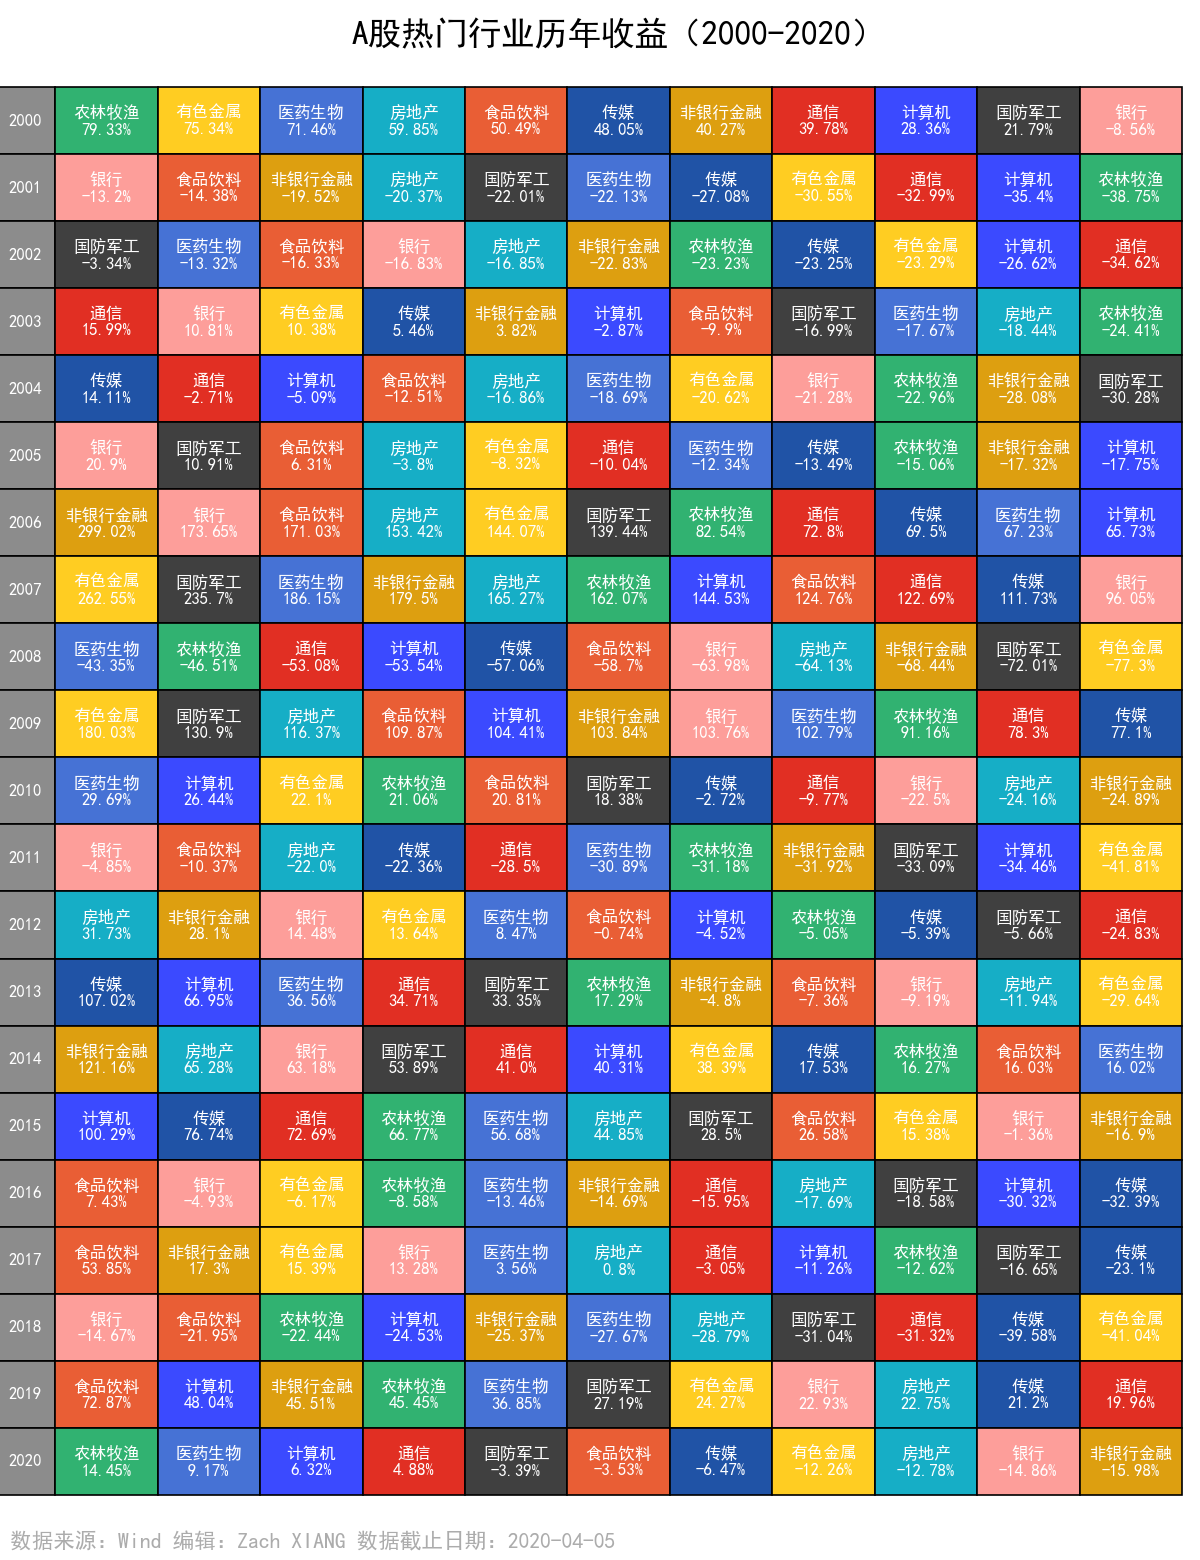 A股热门行业历年收益（2000-2020）
2000 农林牧渔 79.33% 有色金属 75.34% 医药生物 71.46% 房地产 59.85% 食品饮料 50.49% 传媒 48.05% 非银行金融 40.27% 通信 39.78% 计算机 28.36% 国防军工 21.79% 银行 -8.56%
2001 银行 -13.2% 食品饮料 -14.38% 非银行金融 -19.52% 房地产 -20.37% 国防军工 -22.01% 医药生物 -22.13% 传媒 -27.08% 有色金属 -30.55% 通信 -32.99% 计算机 -35.4% 农林牧渔 -38.75%
2002 国防军工 -3.34% 医药生物 -13.32% 食品饮料 -16.33% 银行 -16.83% 房地产 -16.85% 非银行金融 -22.83% 农林牧渔 -23.23% 传媒 -23.25% 有色金属 -23.29% 计算机 -26.62% 通信 -34.62%
2003 通信 15.99% 银行 10.81% 有色金属 10.38% 传媒 5.46% 非银行金融 3.82% 计算机 -2.87% 食品饮料 -9.9% 国防军工 -16.99% 医药生物 -17.67% 房地产 -18.44% 农林牧渔 -24.41%
2004 传媒 14.11% 通信 -2.71% 计算机 -5.09% 食品饮料 -12.51% 房地产 -16.86% 医药生物 -18.69% 有色金属 -20.62% 银行 -21.28% 农林牧渔 -22.96% 非银行金融 -28.08% 国防军工 -30.28%
2005 银行 20.9% 国防军工 10.91% 食品饮料 6.31% 房地产 -3.8% 有色金属 -8.32% 通信 -10.04% 医药生物 -12.34% 传媒 -13.49% 农林牧渔 -15.06% 非银行金融 -17.32% 计算机 -17.75%
2006 非银行金融 299.02% 银行 173.65% 食品饮料 171.03% 房地产 153.42% 有色金属 144.07% 国防军工 139.44% 农林牧渔 82.54% 通信 72.8% 传媒 69.5% 医药生物 67.23% 计算机 65.73%
2007 有色金属 262.55% 国防军工 235.7% 医药生物 186.15% 非银行金融 179.5% 房地产 165.27% 农林牧渔 162.07% 计算机 144.53% 食品饮料 124.76% 通信 122.69% 传媒 111.73% 银行 96.05%
2008 医药生物 -43.35% 农林牧渔 -46.51% 通信 -53.08% 计算机 -53.54% 传媒 -57.06% 食品饮料 -58.7% 银行 -63.98% 房地产 -64.13% 非银行金融 -68.44% 国防军工 -72.01% 有色金属 -77.3%
2009 有色金属 180.03% 国防军工 130.9% 房地产 116.37% 食品饮料 109.87% 计算机 104.41% 非银行金融 103.84% 银行 103.76% 医药生物 102.79% 农林牧渔 91.16% 通信 78.3% 传媒 77.1%
2010 医药生物 29.69% 计算机 26.44% 有色金属 22.1% 农林牧渔 21.06% 食品饮料 20.81% 国防军工 18.38% 传媒 -2.72% 通信 -9.77% 银行 -22.5% 房地产 -24.16% 非银行金融 -24.89%
2011 银行 -4.85% 食品饮料 -10.37% 房地产 -22.0% 传媒 -22.36% 通信 -28.5% 医药生物 -30.89% 农林牧渔 -31.18% 非银行金融 -31.92% 国防军工 -33.09% 计算机 -34.46% 有色金属 -41.81%
2012 房地产 31.73% 非银行金融 28.1% 银行 14.48% 有色金属 13.64% 医药生物 8.47% 食品饮料 -0.74% 计算机 -4.52% 农林牧渔 -5.05% 传媒 -5.39% 国防军工 -5.66% 通信 -24.83%
2013 传媒 107.02% 计算机 66.95% 医药生物 36.56% 通信 34.71% 国防军工 33.35% 农林牧渔 17.29% 非银行金融 -4.8% 食品饮料 -7.36% 银行 -9.19% 房地产 -11.94% 有色金属 -29.64%
2014 非银行金融 121.16% 房地产 65.28% 银行 63.18% 国防军工 53.89% 通信 41.0% 计算机 40.31% 有色金属 38.39% 传媒 17.53% 农林牧渔 16.27% 食品饮料 16.03% 医药生物 16.02%
2015 计算机 100.29% 传媒 76.74% 通信 72.69% 农林牧渔 66.77% 医药生物 56.68% 房地产 44.85% 国防军工 28.5% 食品饮料 26.58% 有色金属 15.38% 银行 -1.36% 非银行金融 -16.9%
2016 食品饮料 7.43% 银行 -4.93% 有色金属 -6.17% 农林牧渔 -8.58% 医药生物 -13.46% 非银行金融 -14.69% 通信 -15.95% 房地产 -17.69% 国防军工 -18.58% 计算机 -30.32% 传媒 -32.39%
2017 食品饮料 53.85% 非银行金融 17.3% 有色金属 15.39% 银行 13.28% 医药生物 3.56% 房地产 0.8% 通信 -3.05% 计算机 -11.26% 农林牧渔 -12.62% 国防军工 -16.65% 传媒 -23.1%
2018 银行 -14.67% 食品饮料 -21.95% 农林牧渔 -22.44% 计算机 -24.53% 非银行金融 -25.37% 医药生物 -27.67% 房地产 -28.79% 国防军工 -31.04% 通信 -31.32% 传媒 -39.58% 有色金属 -41.04%
2019 食品饮料 72.87% 计算机 48.04% 非银行金融 45.51% 农林牧渔 45.45% 医药生物 36.85% 国防军工 27.19% 有色金属 24.27% 银行 22.93% 房地产 22.75% 传媒 21.2% 通信 19.96%
2020 农林牧渔 14.45% 医药生物 9.17% 计算机 6.32% 通信 4.88% 国防军工 -3.39% 食品饮料 -3.53% 传媒 -6.47% 有色金属 -12.26% 房地产 -12.78% 银行 -14.86% 非银行金融 -15.98%
数据来源: Wind 编辑: Zach XIANG 数据截止日期: 2020-04-05